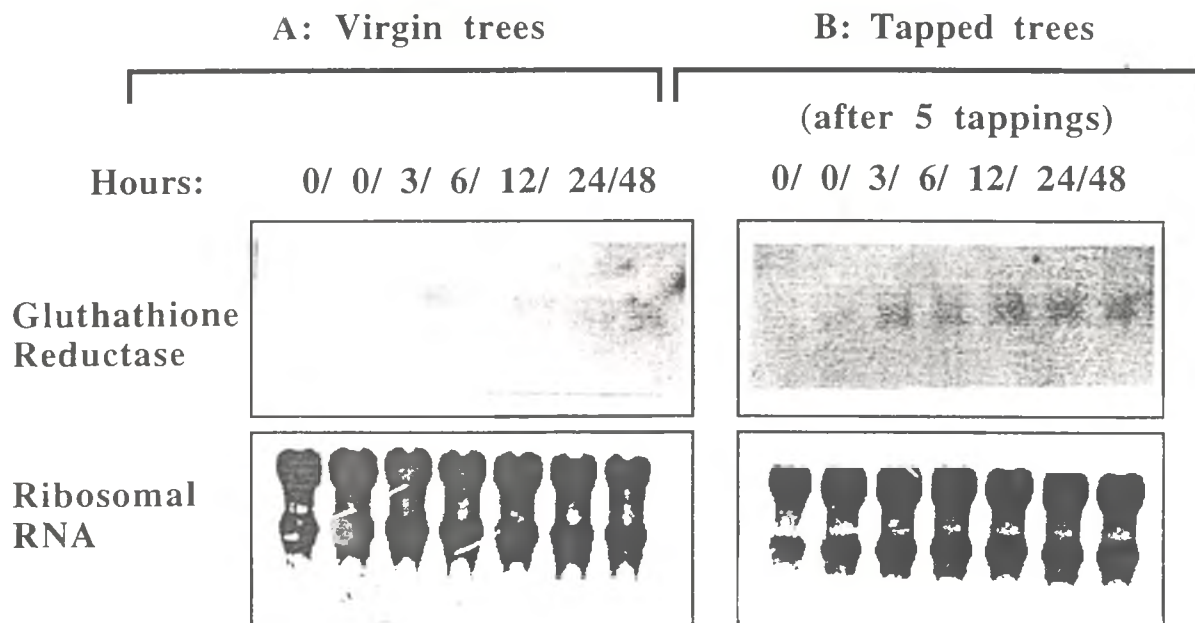 A: Virgin trees
B: Tapped trees
(after 5 tappings)
Hours:
0/ 0/ 3/ 6/ 12/ 24/48
0/ 0/ 3/ 6/ 12/ 24/48
Gluthathione
Reductase
Ribosomal
RNA